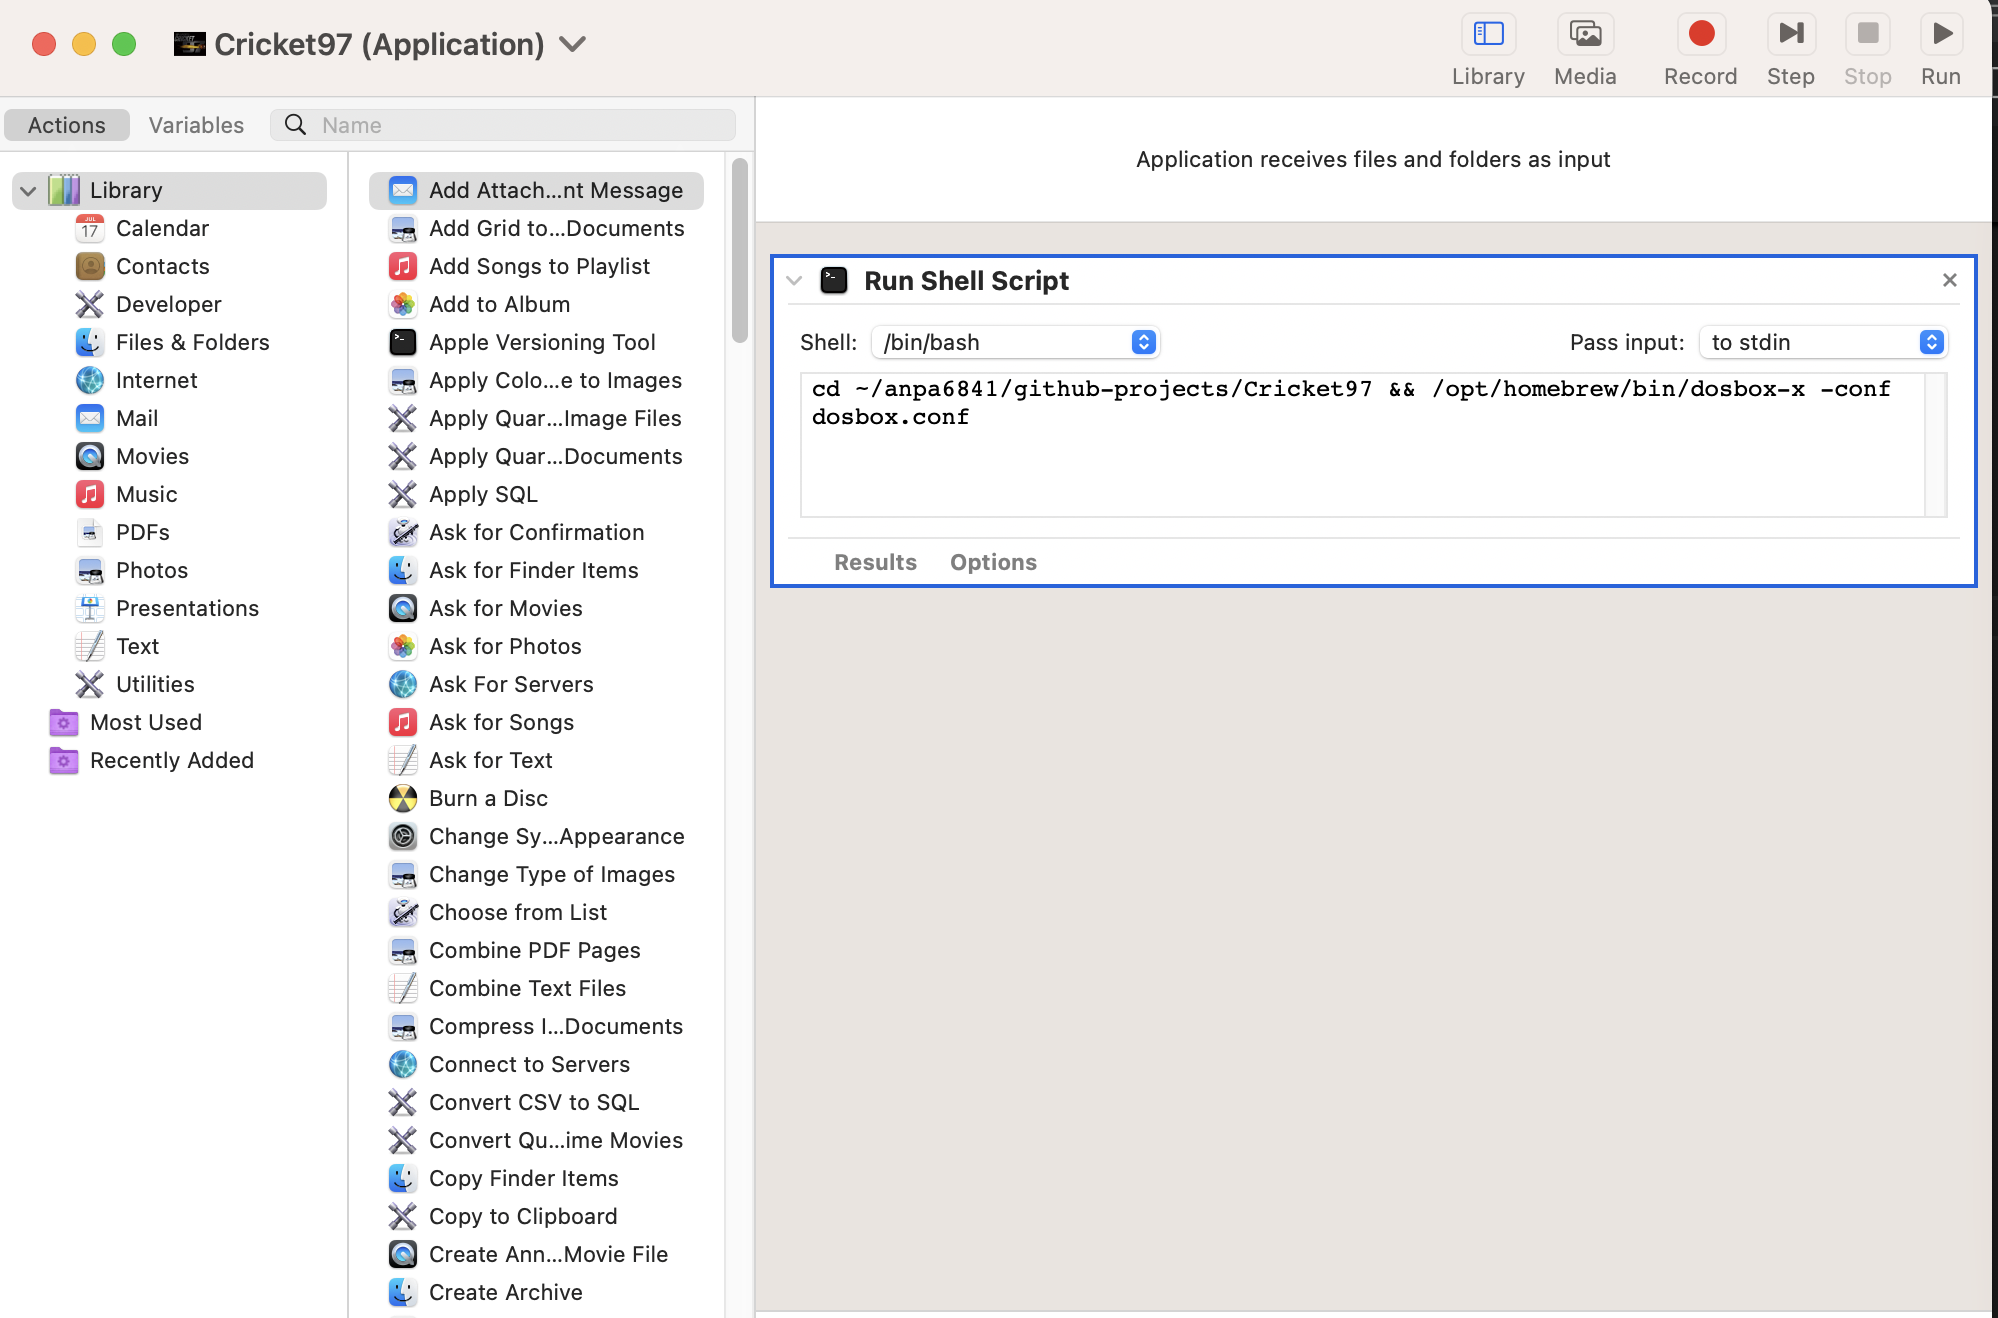 Cricket97 (Application)
Library
Media
Record
Step
Stop
Run
Actions
Variables
Name
Library
Calendar
Contacts
Developer
Files & Folders
Internet
Mail
Movies
Music
PDFs
Photos
Presentations
Text
Utilities
Most Used
Recently Added
Add Attach...nt Message
Add Grid to...Documents
Add Songs to Playlist
Add to Album
Apple Versioning Tool
Apply Colo...e to Images
Apply Quar...Image Files
Apply Quar...Documents
Apply SQL
Ask for Confirmation
Ask for Finder Items
Ask for Movies
Ask for Photos
Ask For Servers
Ask for Songs
Ask for Text
Burn a Disc
Change Sy...Appearance
Change Type of Images
Choose from List
Combine PDF Pages
Combine Text Files
Compress I...Documents
Connect to Servers
Convert CSV to SQL
Convert Qu...ime Movies
Copy Finder Items
Copy to Clipboard
Create Ann...Movie File
Create Archive
Application receives files and folders as input
Run Shell Script
Shell: /bin/bash
Pass input: to stdin
cd ~/anpa6841/github-projects/Cricket97 && /opt/homebrew/bin/dosbox-x -conf
dosbox.conf
Results
Options
JUL
17